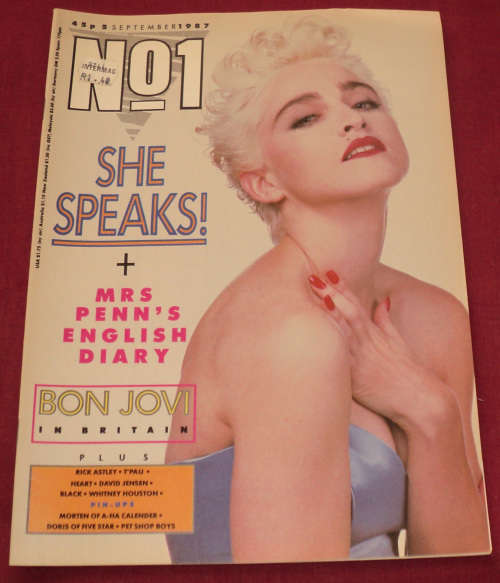 45p 5 SEPTEMBER 1987
Nº1
SHE
SPEAKS!
+
MRS
PENN'S
ENGLISH
DIARY
BON JOVI
IN BRITAIN
PLUS
RICK ASTLEY • T'PAU •
HEART • DAVID JENSEN •
BLACK • WHITNEY HOUSTON •
PIN-UPS
MORTEN OF A-HA CALENDER •
DORIS OF FIVE STAR • PET SHOP BOYS